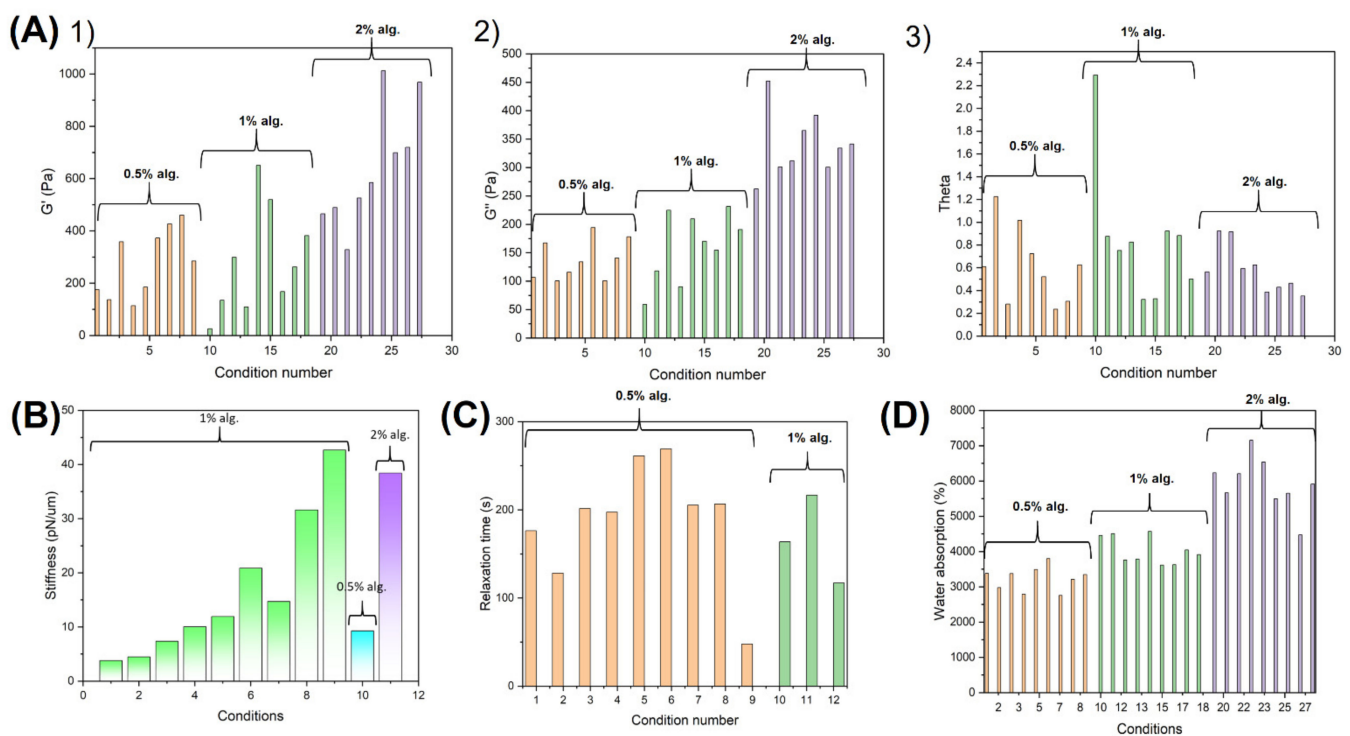 (A) 1)
2% alg.
1% alg.
0.5% alg.
1000
800
600
400
200
0
G' (Pa)
5 10 15 20 25 30
Condition number
2)
2% alg.
1% alg.
0.5% alg.
500
450
400
350
300
250
200
150
100
50
0
G'' (Pa)
5 10 15 20 25 30
Condition number
3)
1% alg.
0.5% alg.
2% alg.
2.4
2.2
2.0
1.8
1.6
1.4
1.2
1.0
0.8
0.6
0.4
0.2
0.0
Theta
5 10 15 20 25 30
Condition number
(B)
1% alg.
2% alg.
0.5% alg.
50
40
30
20
10
0
Stiffness (pN/um)
0 2 4 6 8 10 12
Conditions
(C)
0.5% alg.
1% alg.
300
200
100
0
Relaxation time (s)
1 2 3 4 5 6 7 8 9 10 11 12
Condition number
(D)
2% alg.
1% alg.
0.5% alg.
8000
7000
6000
5000
4000
3000
2000
1000
0
Water absorption (%)
2 3 5 7 8 10 12 13 15 17 18 20 22 23 25 27
Conditions